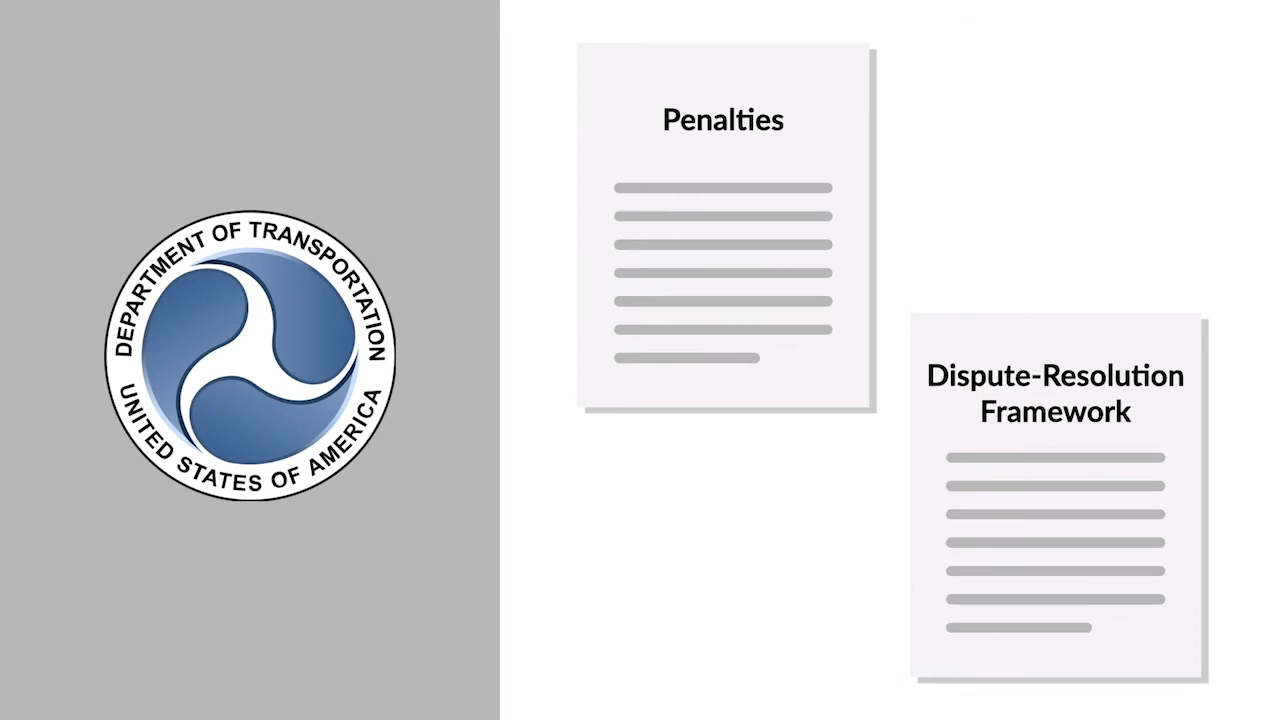 DEPARTMENT OF TRANSPORTATION
UNITED STATES OF AMERICA
Penalties
Dispute-Resolution
Framework